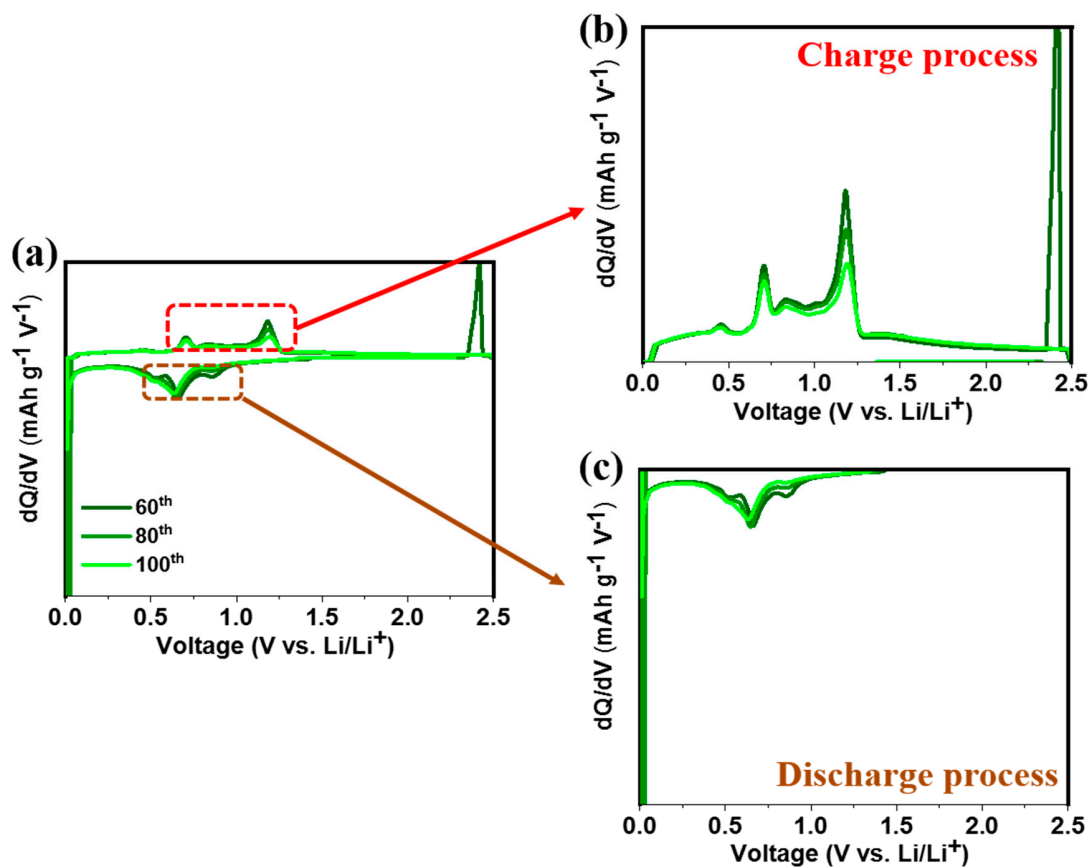 (a)
dQ/dV (mAh g⁻¹ V⁻¹)
60ᵗʰ
80ᵗʰ
100ᵗʰ
0.0 0.5 1.0 1.5 2.0 2.5
Voltage (V vs. Li/Li⁺)
(b)
Charge process
dQ/dV (mAh g⁻¹ V⁻¹)
0.0 0.5 1.0 1.5 2.0 2.5
Voltage (V vs. Li/Li⁺)
(c)
dQ/dV (mAh g⁻¹ V⁻¹)
Discharge process
0.0 0.5 1.0 1.5 2.0 2.5
Voltage (V vs. Li/Li⁺)